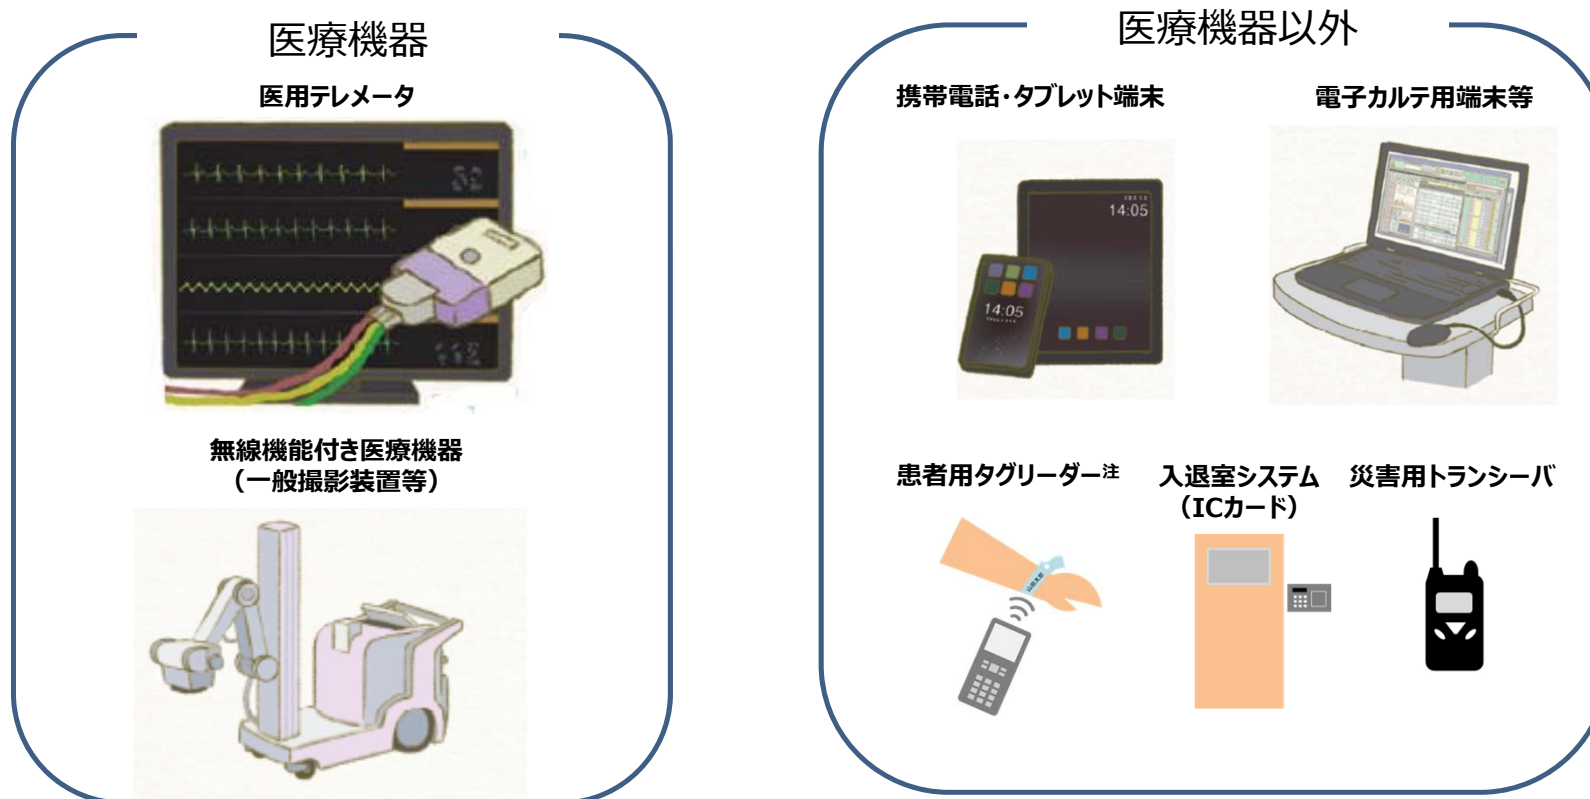 医療機器
医用テレメータ
無線機能付き医療機器
（一般撮影装置等）
医療機器以外
携帯電話・タブレット端末
電子カルテ用端末等
14:05
14:05
患者用タグリーダー注
入退室システム
（ICカード）
災害用トランシーバ
山田太郎